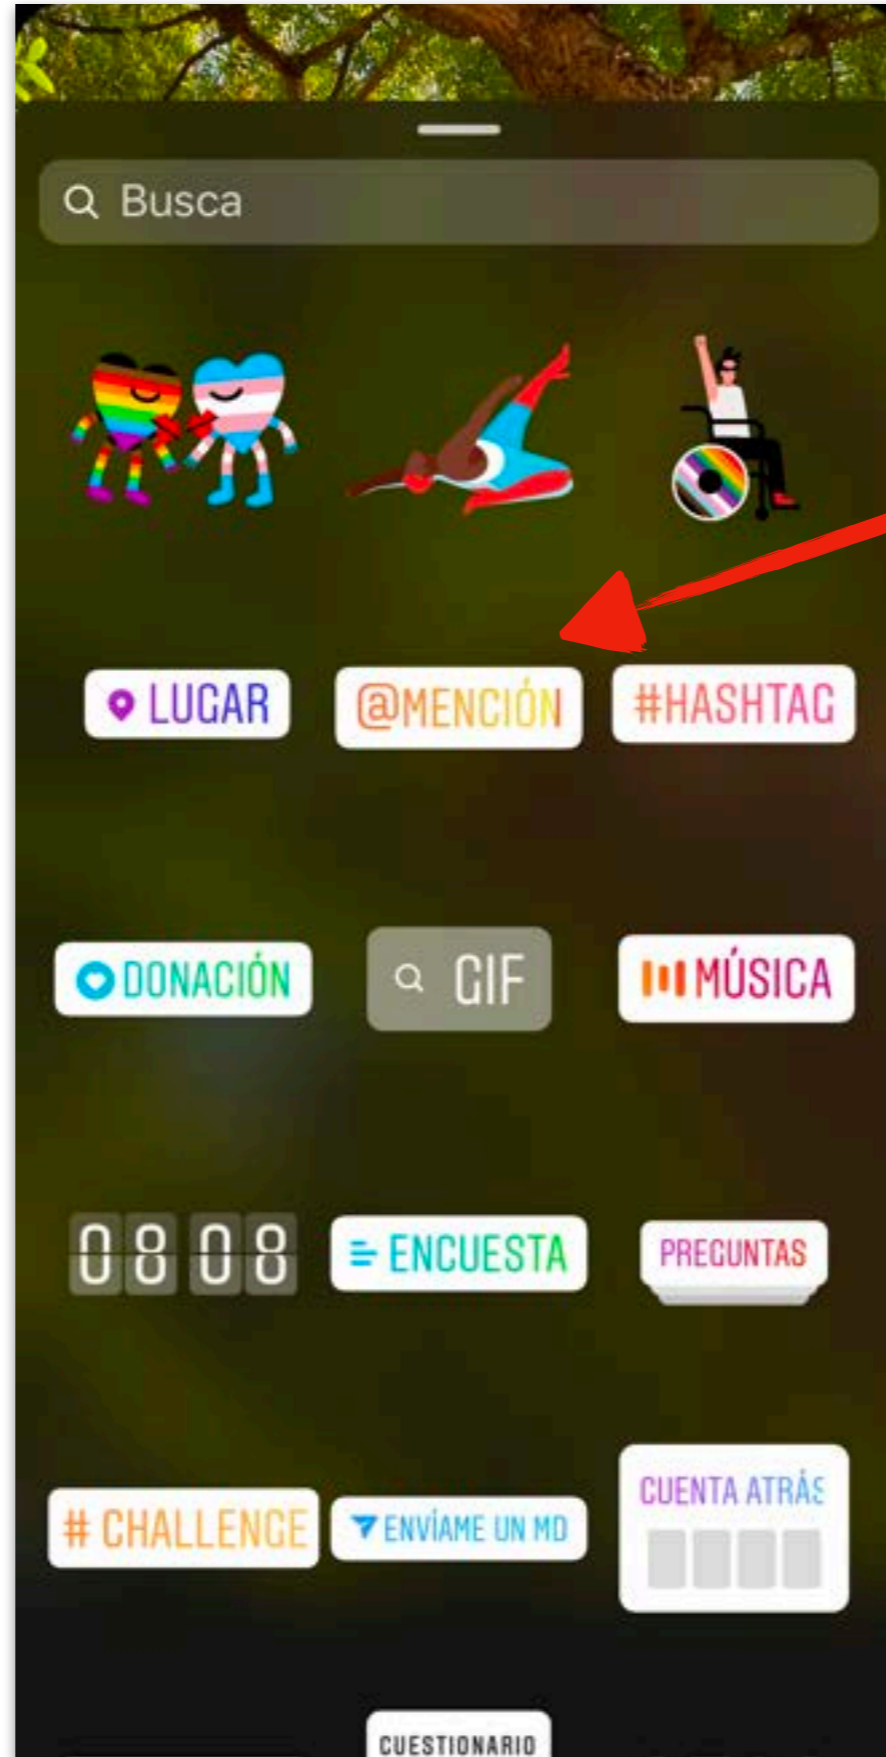 Busca
LUGAR
@MENCIÓN
#HASHTAG
DONACIÓN
GIF
MÚSICA
08 08
ENCUESTA
PREGUNTAS
# CHALLENGE
ENVÍAME UN MD
CUENTA ATRÁS
CUESTIONARIO